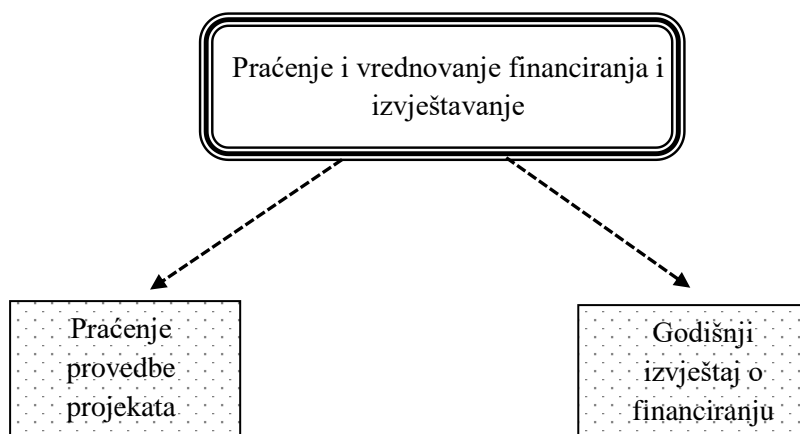 Praćenje i vrednovanje financiranja i
izvještavanje
Praćenje
provedbe
projekata
Godišnji
izvještaj o
financiranju